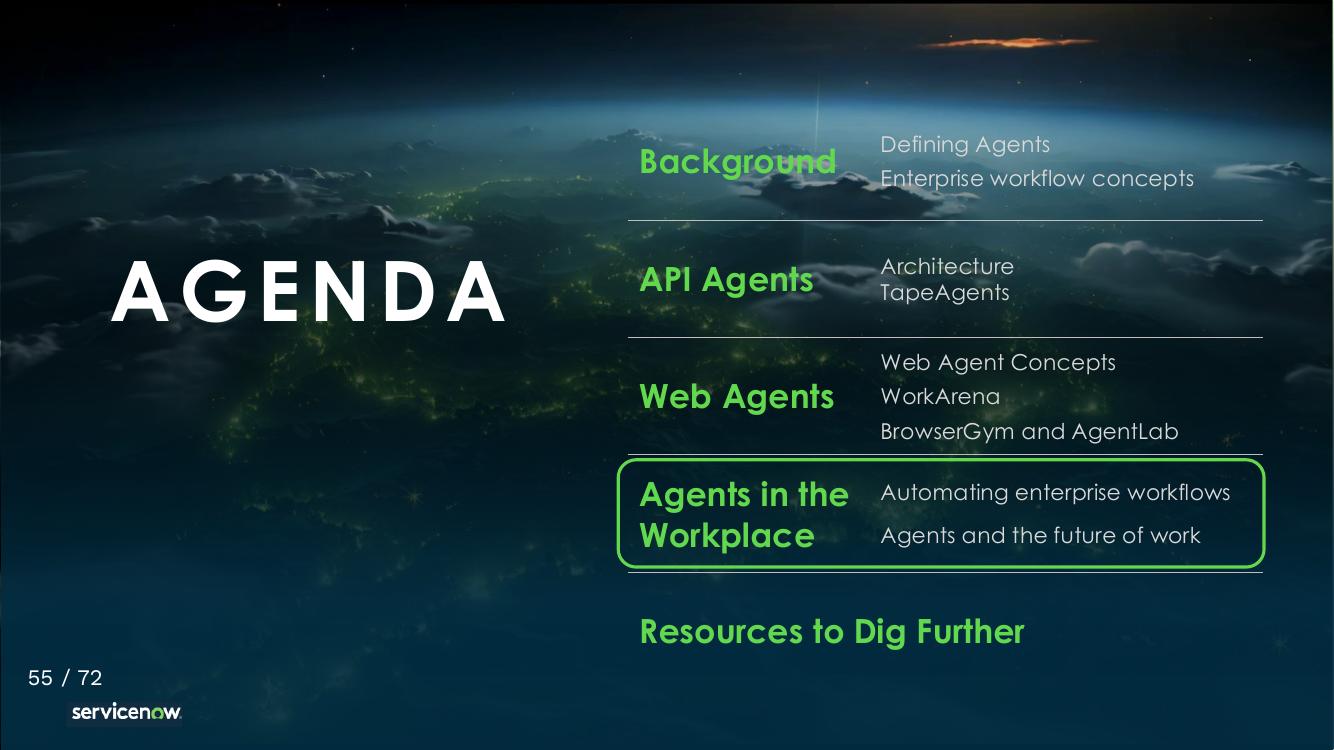 AGENDA
Background
Defining Agents
Enterprise workflow concepts
API Agents
Architecture
TapeAgents
Web Agents
Web Agent Concepts
WorkArena
BrowserGym and AgentLab
Agents in the
Workplace
Automating enterprise workflows
Agents and the future of work
Resources to Dig Further
55 / 72
servicenow